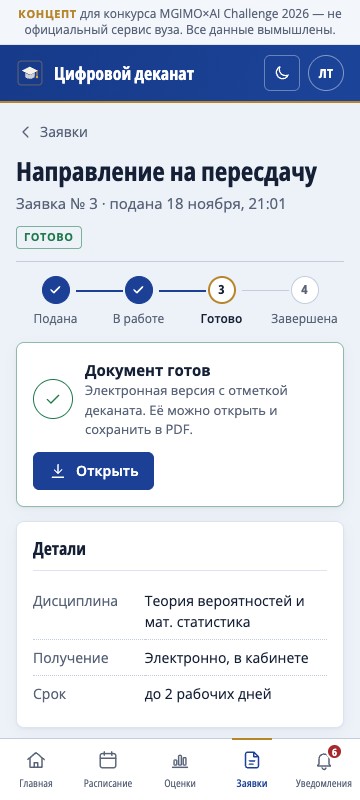 КОНЦЕПТ для конкурса MGIMO×AI Challenge 2026 — не
официальный сервис вуза. Все данные вымышлены.
Цифровой деканат
ЛТ
Заявки
Направление на пересдачу
Заявка № 3 · подана 18 ноября, 21:01
ГОТОВО
3
4
Подана
В работе
Готово
Завершена
Документ готов
Электронная версия с отметкой
деканата. Её можно открыть и
сохранить в PDF.
Открыть
Детали
Дисциплина
Теория вероятностей и
мат. статистика
Получение
Электронно, в кабинете
Срок
до 2 рабочих дней
6
Главная
Расписание
Оценки
Заявки
Уведомления